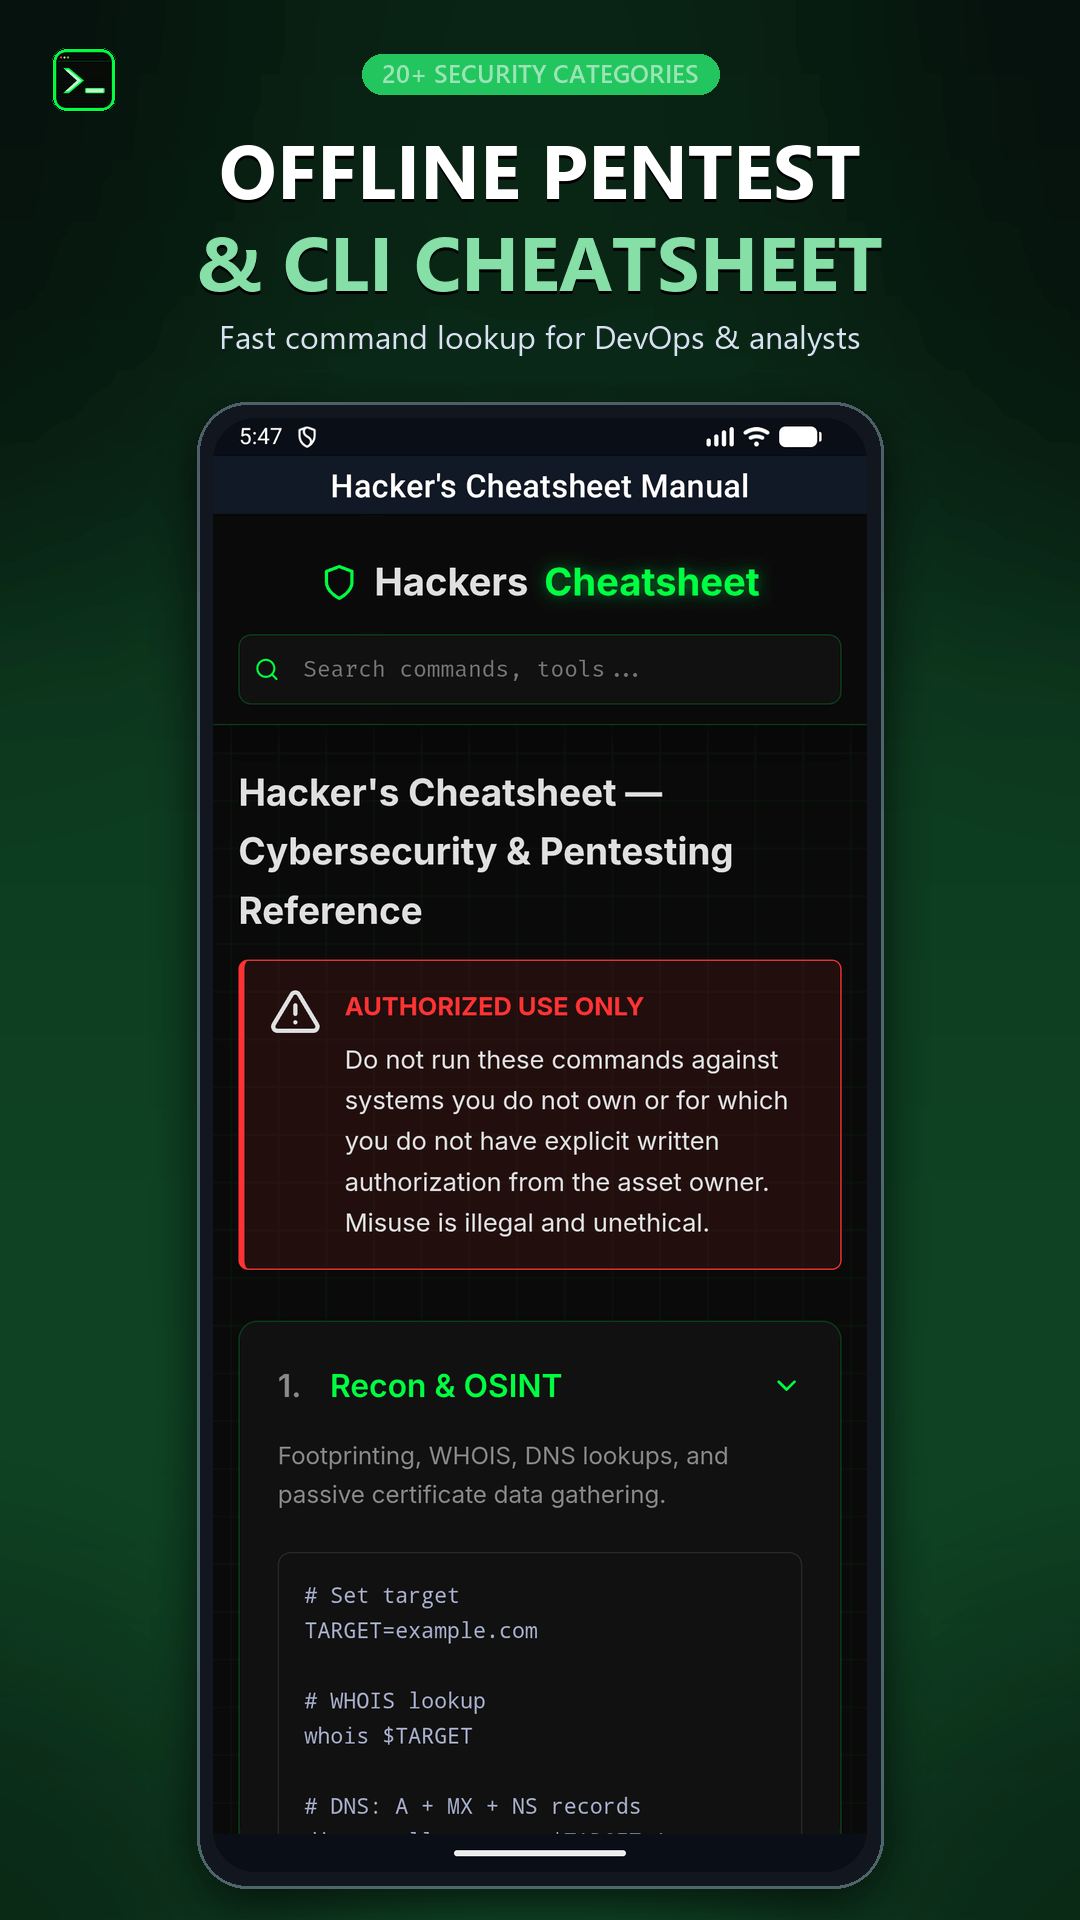 20+ SECURITY CATEGORIES
OFFLINE PENTEST
& CLI CHEATSHEET
Fast command lookup for DevOps & analysts
5:47
Hacker's Cheatsheet Manual
Hackers Cheatsheet
Search commands, tools...
Hacker's Cheatsheet —
Cybersecurity & Pentesting
Reference
AUTHORIZED USE ONLY
Do not run these commands against
systems you do not own or for which
you do not have explicit written
authorization from the asset owner.
Misuse is illegal and unethical.
1. Recon & OSINT
Footprinting, WHOIS, DNS lookups, and
passive certificate data gathering.
# Set target
TARGET=example.com
# WHOIS lookup
whois $TARGET
# DNS: A + MX + NS records